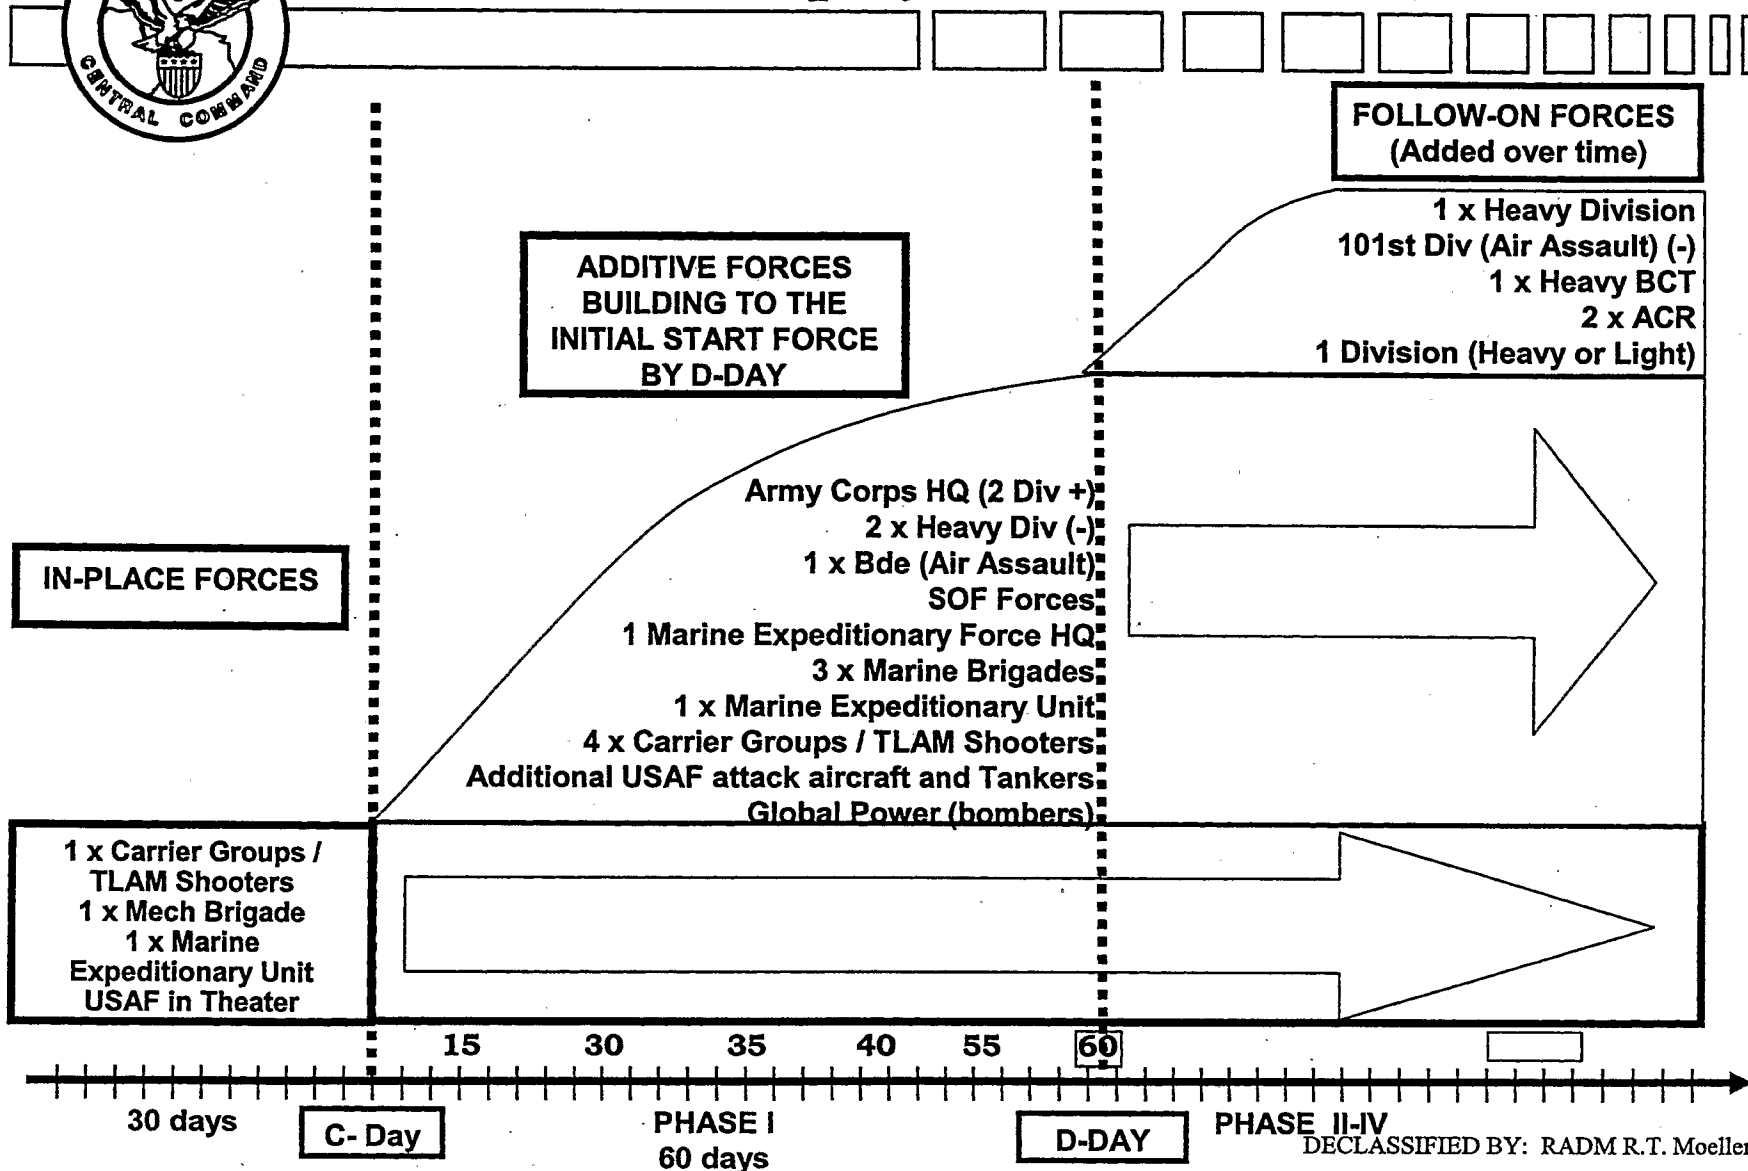 CENTRAL COMMAND
FOLLOW-ON FORCES
(Added over time)
1 x Heavy Division
101st Div (Air Assault) (-)
1 x Heavy BCT
2 x ACR
1 Division (Heavy or Light)
ADDITIVE FORCES
BUILDING TO THE
INITIAL START FORCE
BY D-DAY
Army Corps HQ (2 Div +)
2 x Heavy Div (-)
1 x Bde (Air Assault)
SOF Forces
1 Marine Expeditionary Force HQ
3 x Marine Brigades
1 x Marine Expeditionary Unit
4 x Carrier Groups / TLAM Shooters
Additional USAF attack aircraft and Tankers
Global Power (bombers)
IN-PLACE FORCES
1 x Carrier Groups /
TLAM Shooters
1 x Mech Brigade
1 x Marine
Expeditionary Unit
USAF in Theater
15 30 35 40 55 60
30 days
C- Day
PHASE I
60 days
D-DAY
PHASE II-IV
DECLASSIFIED BY: RADM R.T. Moeller